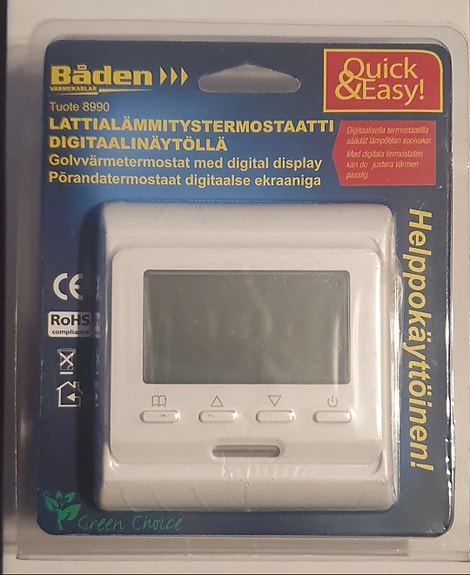 Båden
VÄRMEKABLAR
Tuote 8990
LATTIALÄMMITYSTERMOSTAATTI
DIGITAALINÄYTÖLLÄ
Golvvärmetermostat med digital display
Põrandatermostaat digitaalse ekraaniga
Quick
&Easy!
Digitaalisella termostaatilla
säädät lämpötilan sopivaksi
Med digitala termostaten
kan du justera värmen
passlig.
Helppokäyttöinen!
CE
RoHS
compliance
Green Choice